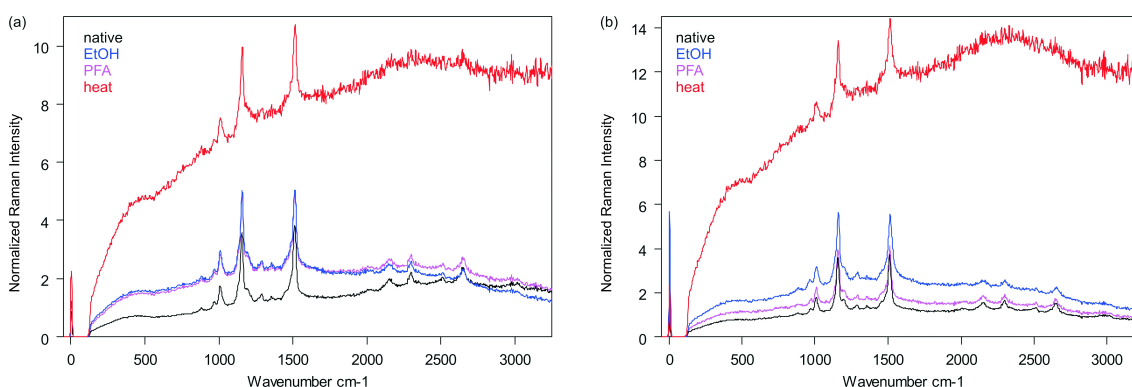 (a)
native
EtOH
PFA
heat
10
8
6
4
2
0
Normalized Raman Intensity
0 500 1000 1500 2000 2500 3000
Wavenumber cm-1
(b)
native
EtOH
PFA
heat
14
12
10
8
6
4
2
0
Normalized Raman Intensity
0 500 1000 1500 2000 2500 3000
Wavenumber cm-1